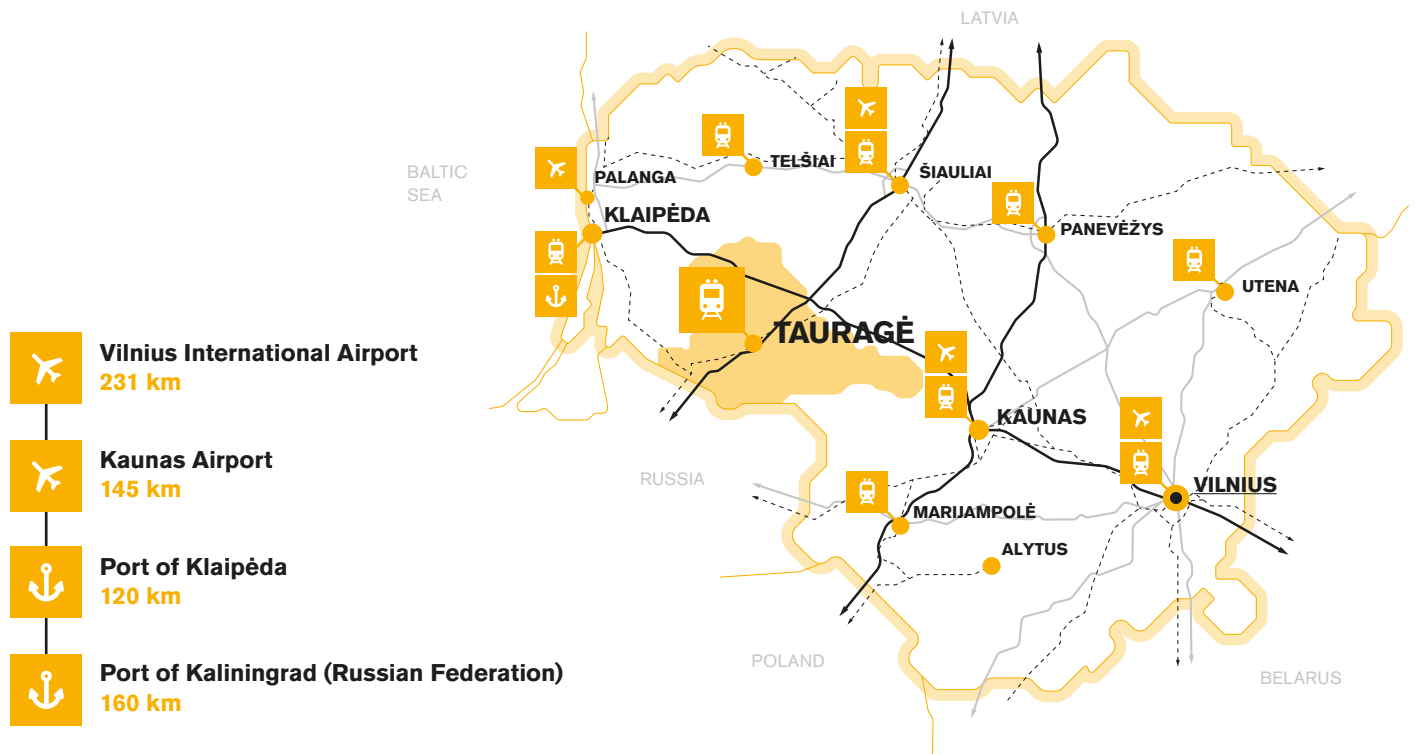 Vilnius International Airport
231 km
Kaunas Airport
145 km
Port of Klaipėda
120 km
Port of Kaliningrad (Russian Federation)
160 km
LATVIA
BALTIC
SEA
PALANGA
KLAIPĖDA
TELŠIAI
ŠIAULIAI
PANEVĖŽYS
UTENA
TAURAGĖ
KAUNAS
RUSSIA
MARIJAMPOLĖ
ALYTUS
VILNIUS
POLAND
BELARUS